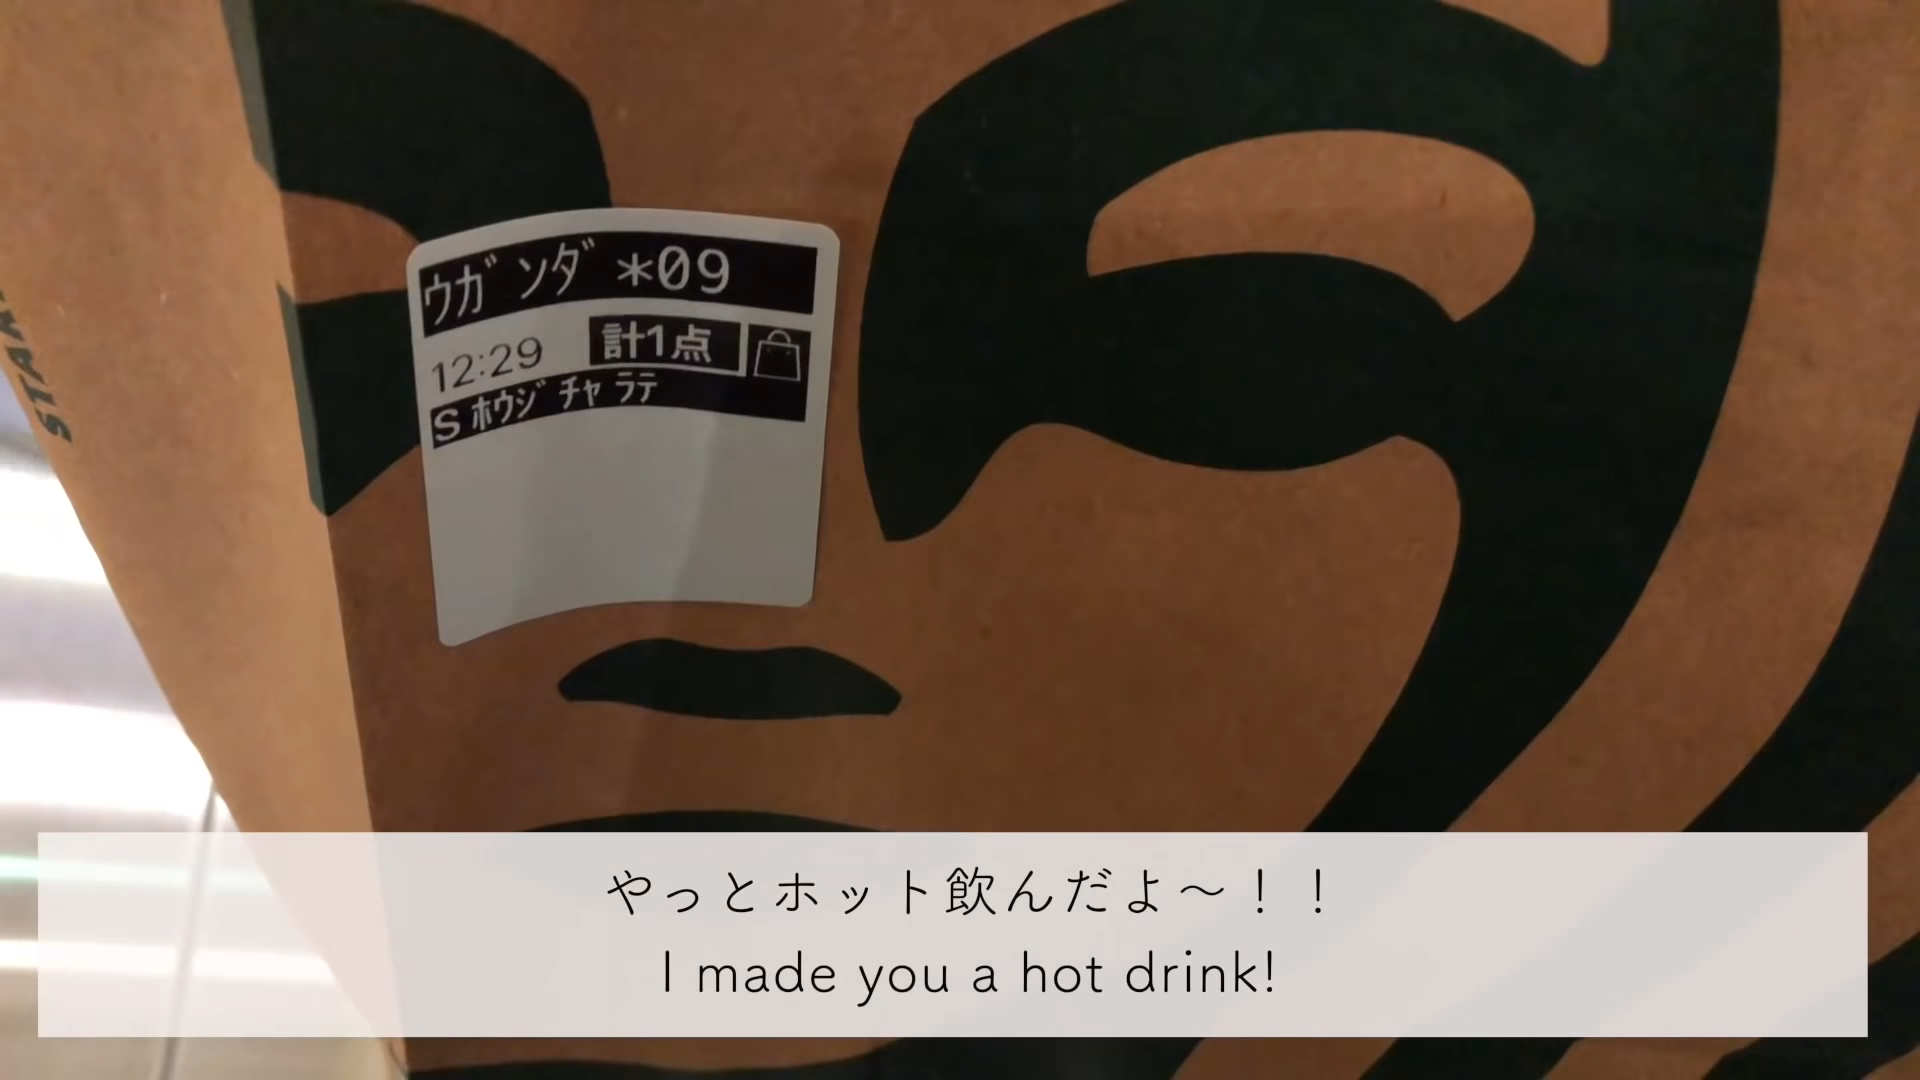 ウガンダ *09
12:29 計1点
S ホウジチャラテ
やっとホット飲んだよ～！！
I made you a hot drink!